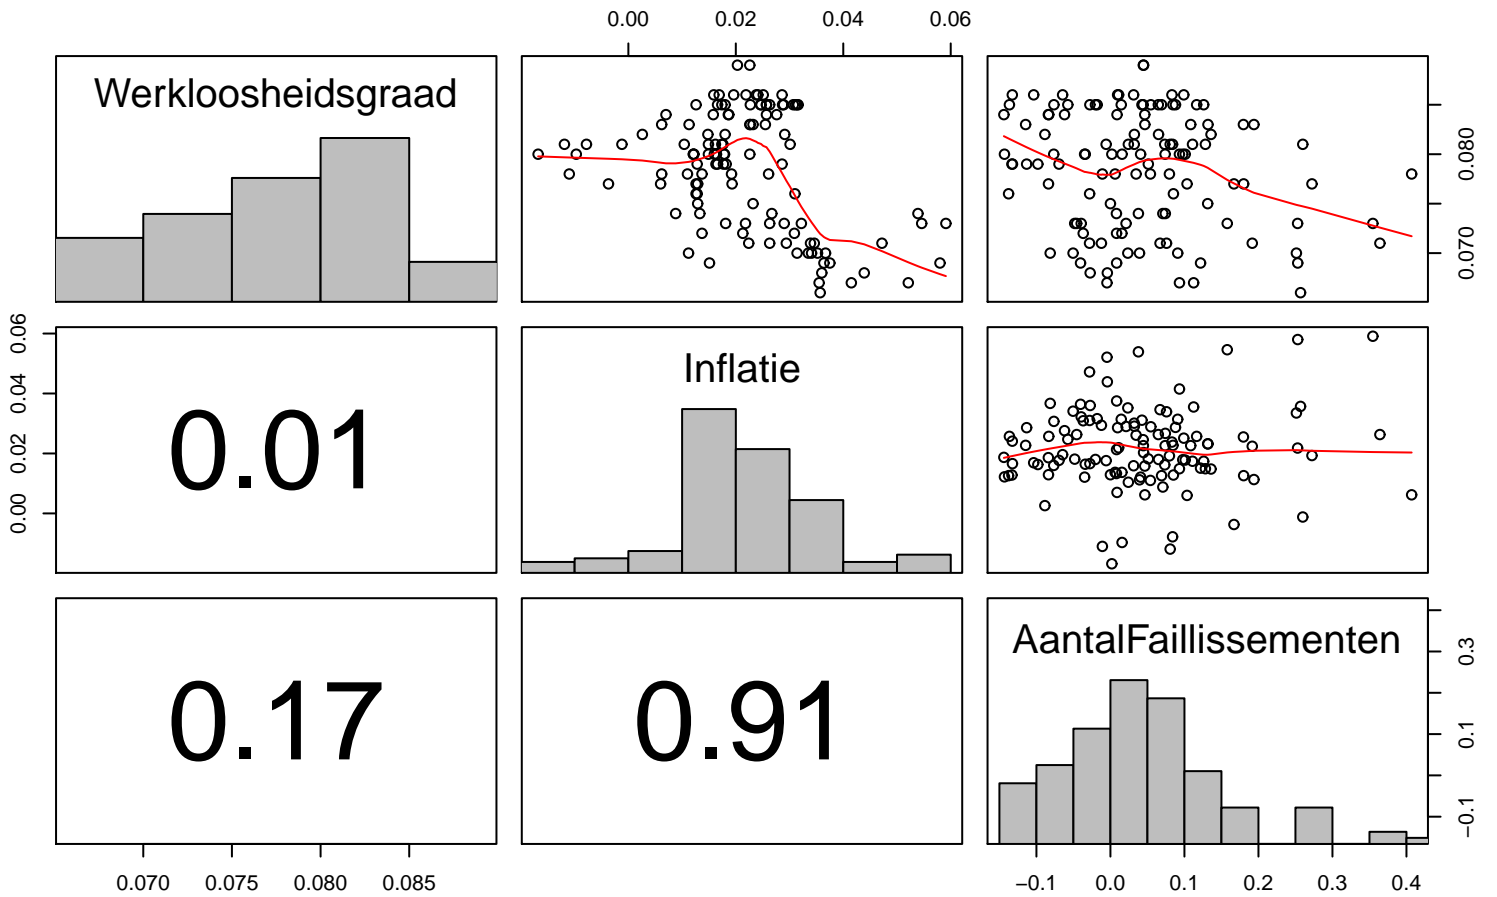 0.00 0.02 0.04 0.06
Werkloosheidsgraad
0.070 0.080
0.00 0.02 0.04 0.06
0.01
Inflatie
0.17
0.91
AantalFaillissementen
−0.1 0.1 0.3
0.070 0.075 0.080 0.085
−0.1 0.0 0.1 0.2 0.3 0.4